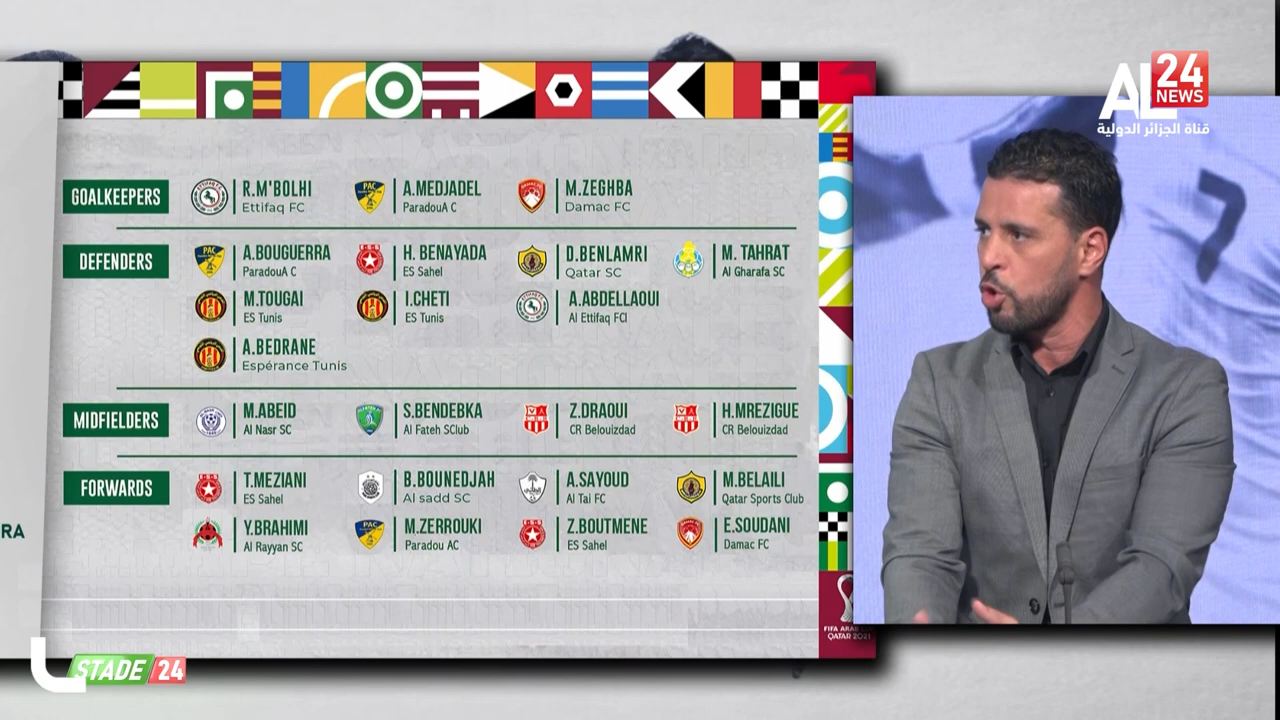 AL 24 NEWS
قناة الجزائر الدولية
GOALKEEPERS
R.M'BOLHI
Ettifaq FC
A.MEDJADEL
ParadouA C
M.ZEGHBA
Damac FC
DEFENDERS
A.BOUGUERRA
ParadouA C
H. BENAYADA
ES Sahel
D.BENLAMRI
Qatar SC
M. TAHRAT
Al Gharafa SC
M.TOUGAI
ES Tunis
I.CHETI
ES Tunis
A.ABDELLAOUI
Al Ettifaq FCl
A.BEDRANE
Espérance Tunis
MIDFIELDERS
M.ABEID
Al Nasr SC
S.BENDEBKA
Al Fateh SClub
Z.DRAOUI
CR Belouizdad
H.MREZIGUE
CR Belouizdad
FORWARDS
T.MEZIANI
ES Sahel
B.BOUNEDJAH
Al sadd SC
A.SAYOUD
Al Tai FC
M.BELAILI
Qatar Sports Club
Y.BRAHIMI
Al Rayyan SC
M.ZERROUKI
Paradou AC
Z.BOUTMENE
ES Sahel
E.SOUDANI
Damac FC
RA
FIFA ARAB
QATAR 2021
STADE 24